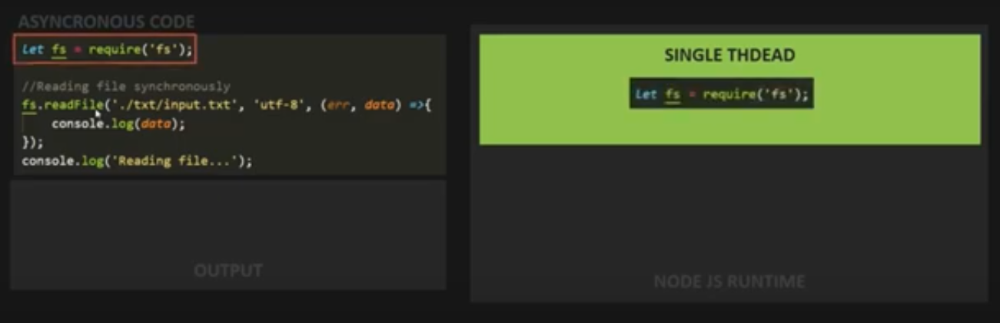 ASYNCRONOUS CODE
let fs = require('fs');
//Reading file synchronously
fs.readFile('./txt/input.txt', 'utf-8', (err, data) =>{
console.log(data);
});
console.log('Reading file...');
OUTPUT
SINGLE THDEAD
let fs = require('fs');
NODE JS RUNTIME